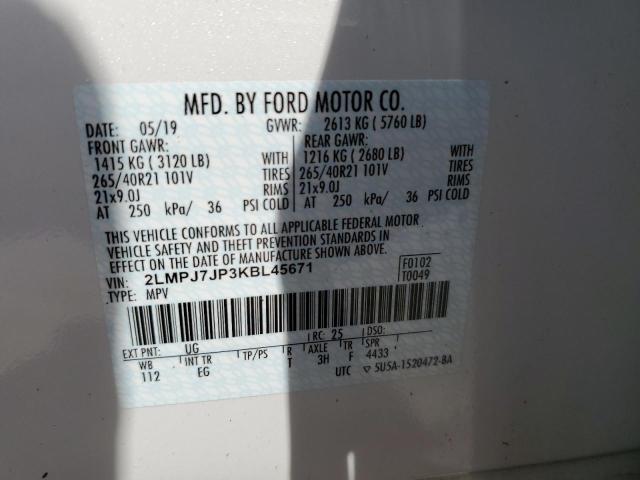 MFD. BY FORD MOTOR CO.
DATE: 05/19 GVWR: 2613 KG ( 5760 LB)
FRONT GAWR: REAR GAWR:
1415 KG ( 3120 LB) WITH 1216 KG ( 2680 LB) WITH
265/40R21 101V TIRES 265/40R21 101V TIRES
21x9.0J RIMS 21x9.0J RIMS
AT 250 kPa/ 36 PSI COLD AT 250 kPa/ 36 PSI COLD
THIS VEHICLE CONFORMS TO ALL APPLICABLE FEDERAL MOTOR
VEHICLE SAFETY AND THEFT PREVENTION STANDARDS IN
EFFECT ON THE DATE OF MANUFACTURE SHOWN ABOVE.
VIN: 2LMPJ7JP3KBL45671 F0102
TYPE: MPV T0049
EXT PNT: UG RC: 25 DSO:
WB INT TR TP/PS R AXLE TR SPR
112 EG T 3H F 4433
UTC ▽ 5U5A-1520472-BA